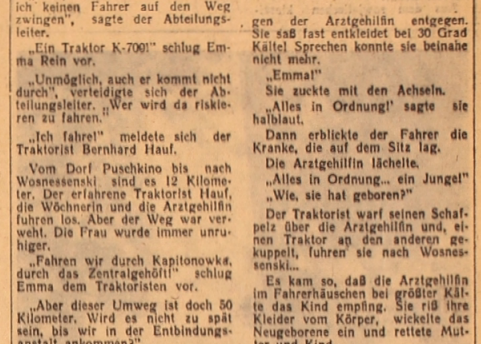 ich keinen Fahrer auf den Weg
zwingen", sagte der Abteilungs-
leiter.
„Ein Traktor K-700!" schlug Em-
ma Rein vor.
„Unmöglich, auch er kommt nicht
durch", verteidigte sich der Ab-
teilungsleiter. „Wer wird da riskie-
ren zu fahren."
„Ich fahre!" meldete sich der
Traktorist Bernhard Hauf.
Vom Dorf Puschkino bis nach
Wosnessenski sind es 12 Kilome-
ter. Der erfahrene Traktorist Hauf,
die Wöchnerin und die Arztgehilfin
fuhren los. Aber der Weg war ver-
weht. Die Frau wurde immer unru-
higer.
„Fahren wir durch Kapitonowka,
durch das Zentralgehöft!" schlug
Emma dem Traktoristen vor.
„Aber dieser Umweg ist doch 50
Kilometer. Wird es nicht zu spät
sein, bis wir in der Entbindungs-
anstalt ankommen?"
gen der Arztgehilfin entgegen.
Sie saß fast entkleidet bei 30 Grad
Kälte! Sprechen konnte sie beinahe
nicht mehr.
„Emma!"
Sie zuckte mit den Achseln.
„Alles in Ordnung!' sagte sie
halblaut.
Dann erblickte der Fahrer die
Kranke, die auf dem Sitz lag.
Die Arztgehilfin lächelte.
„Alles in Ordnung... ein Junge!"
„Wie, sie hat geboren?"
Der Traktorist warf seinen Schaf-
pelz über die Arztgehilfin und, ei-
nen Traktor an den anderen ge-
kuppelt, fuhren sie nach Wosnes-
senski...
Es kam so, daß die Arztgehilfin
im Fahrerhäuschen bei größter Käl-
te das Kind empfing. Sie riß ihre
Kleider vom Körper, wickelte das
Neugeborene ein und rettete Mut-
ter und Kind.